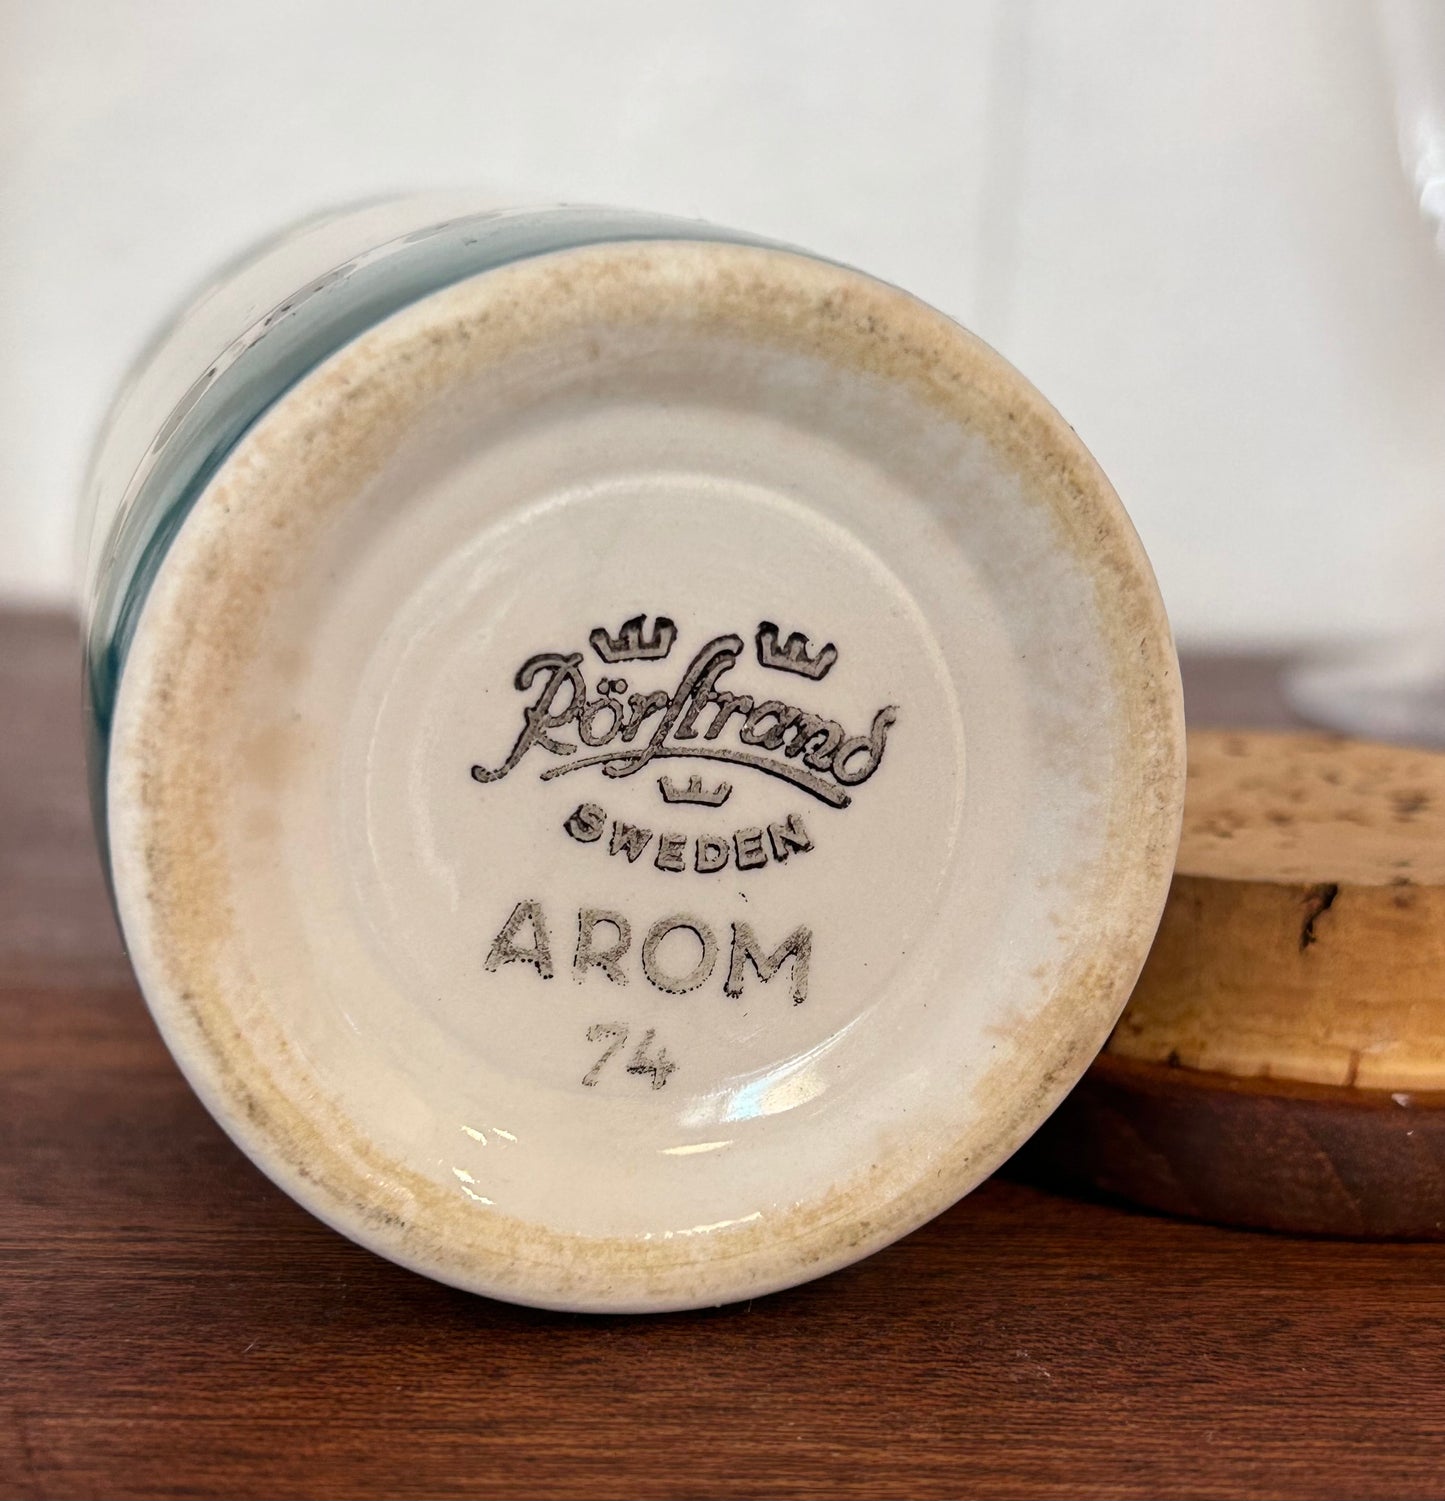 Rörstrand
SWEDEN
AROM
74